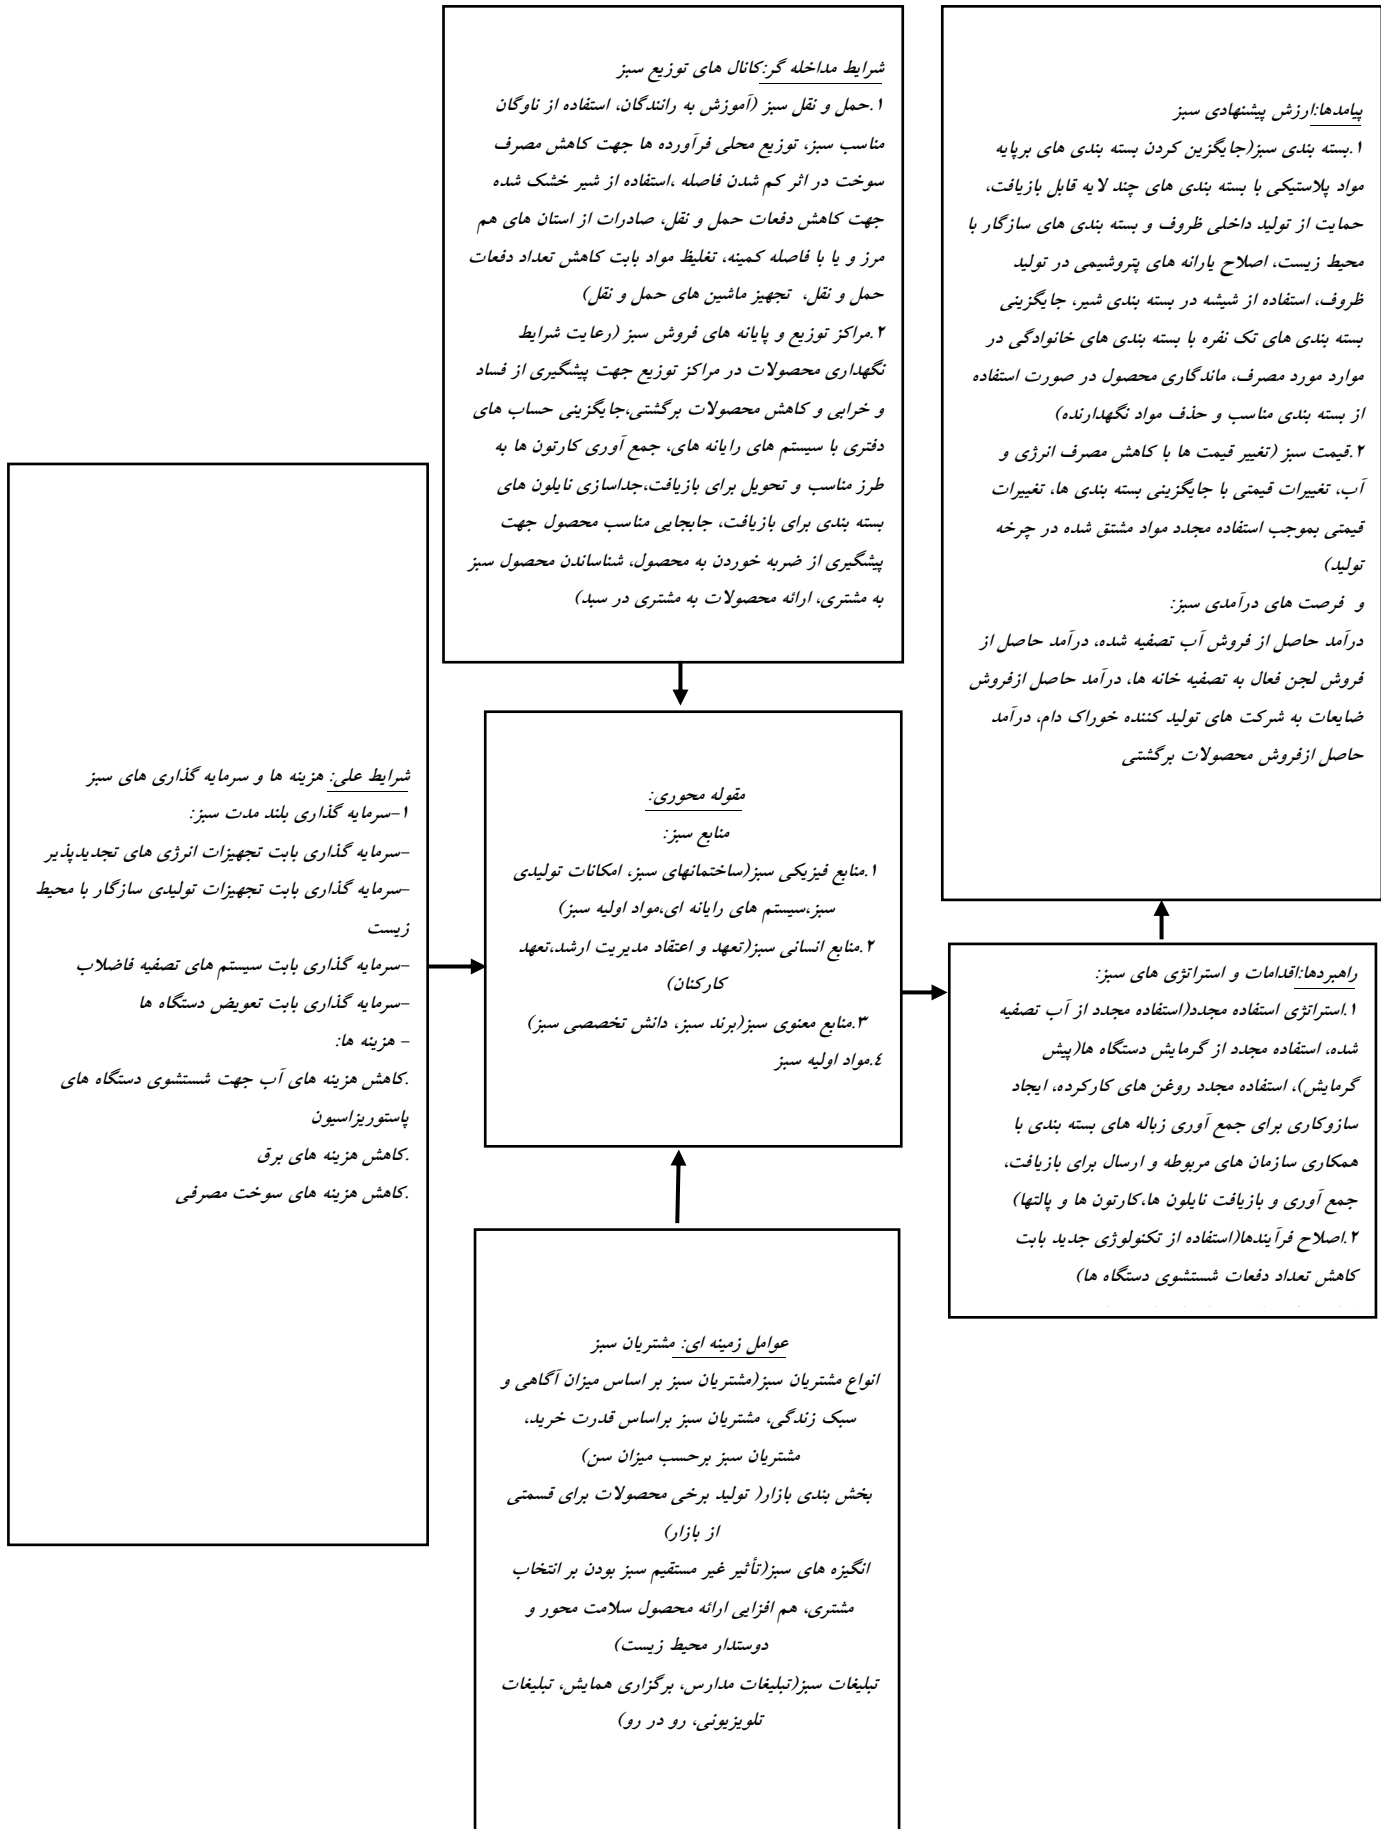 شرایط مداخله گر:کانال های توزیع سبز
۱.حمل و نقل سبز (آموزش به رانندگان، استفاده از ناوگان
مناسب سبز، توزیع محلی فرآورده ها جهت کاهش مصرف
سوخت در اثر کم شدن فاصله ،استفاده از شیر خشک شده
جهت کاهش دفعات حمل و نقل، صادرات از استان های هم
مرز و یا با فاصله کمینه، تغلیظ مواد بابت کاهش تعداد دفعات
حمل و نقل، تجهیز ماشین های حمل و نقل)
۲.مراکز توزیع و پایانه های فروش سبز (رعایت شرایط
نگهداری محصولات در مراکز توزیع جهت پیشگیری از فساد
و خرابی و کاهش محصولات برگشتی،جایگزینی حساب های
دفتری با سیستم های رایانه های، جمع آوری کارتون ها به
طرز مناسب و تحویل برای بازیافت،جداسازی نایلون های
بسته بندی برای بازیافت، جابجایی مناسب محصول جهت
پیشگیری از ضربه خوردن به محصول، شناساندن محصول سبز
به مشتری، ارائه محصولات به مشتری در سبد)
پیامدها:ارزش پیشنهادی سبز
۱.بسته بندی سبز(جایگزین کردن بسته بندی های برپایه
مواد پلاستیکی با بسته بندی های چند لایه قابل بازیافت،
حمایت از تولید داخلی ظروف و بسته بندی های سازگار با
محیط زیست، اصلاح یارانه های پتروشیمی در تولید
ظروف، استفاده از شیشه در بسته بندی شیر، جایگزینی
بسته بندی های تک نفره با بسته بندی های خانوادگی در
موارد مورد مصرف، ماندگاری محصول در صورت استفاده
از بسته بندی مناسب و حذف مواد نگهدارنده)
۲.قیمت سبز (تغییر قیمت ها با کاهش مصرف انرژی و
آب، تغییرات قیمتی با جایگزینی بسته بندی ها، تغییرات
قیمتی بموجب استفاده مجدد مواد مشتق شده در چرخه
تولید)
و فرصت های درآمدی سبز:
درآمد حاصل از فروش آب تصفیه شده، درآمد حاصل از
فروش لجن فعال به تصفیه خانه ها، درآمد حاصل ازفروش
ضایعات به شرکت های تولید کننده خوراک دام، درآمد
حاصل ازفروش محصولات برگشتی
شرایط علی: هزینه ها و سرمایه گذاری های سبز
۱-سرمایه گذاری بلند مدت سبز:
-سرمایه گذاری بابت تجهیزات انرژی های تجدیدپذیر
-سرمایه گذاری بابت تجهیزات تولیدی سازگار با محیط
زیست
-سرمایه گذاری بابت سیستم های تصفیه فاضلاب
-سرمایه گذاری بابت تعویض دستگاه ها
- هزینه ها:
.کاهش هزینه های آب جهت شستشوی دستگاه های
پاستوریزاسیون
.کاهش هزینه های برق
.کاهش هزینه های سوخت مصرفی
مقوله محوری:
منابع سبز:
۱.منابع فیزیکی سبز(ساختمانهای سبز، امکانات تولیدی
سبز،سیستم های رایانه ای،مواد اولیه سبز)
۲.منابع انسانی سبز(تعهد و اعتقاد مدیریت ارشد،تعهد
کارکنان)
۳.منابع معنوی سبز(برند سبز، دانش تخصصی سبز)
٤.مواد اولیه سبز
راهبردها:اقدامات و استراتژی های سبز:
۱.استراتژی استفاده مجدد(استفاده مجدد از آب تصفیه
شده، استفاده مجدد از گرمایش دستگاه ها(پیش
گرمایش)، استفاده مجدد روغن های کارکرده، ایجاد
سازوکاری برای جمع آوری زباله های بسته بندی با
همکاری سازمان های مربوطه و ارسال برای بازیافت،
جمع آوری و بازیافت نایلون ها،کارتون ها و پالتها)
۲.اصلاح فرآیندها(استفاده از تکنولوژی جدید بابت
کاهش تعداد دفعات شستشوی دستگاه ها)
عوامل زمینه ای: مشتریان سبز
انواع مشتریان سبز(مشتریان سبز بر اساس میزان آگاهی و
سبک زندگی، مشتریان سبز براساس قدرت خرید،
مشتریان سبز برحسب میزان سن)
بخش بندی بازار( تولید برخی محصولات برای قسمتی
از بازار)
انگیزه های سبز(تأثیر غیر مستقیم سبز بودن بر انتخاب
مشتری، هم افزایی ارائه محصول سلامت محور و
دوستدار محیط زیست)
تبلیغات سبز(تبلیغات مدارس، برگزاری همایش، تبلیغات
تلویزیونی، رو در رو)